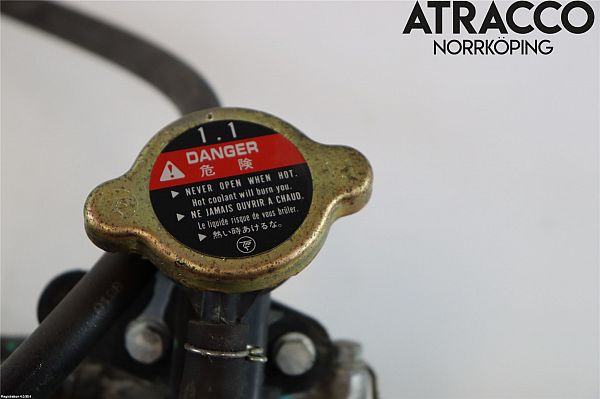 ATRACCO
NORRKÖPING
1.1
DANGER
危険
NEVER OPEN WHEN HOT.
Hot coolant will burn you.
NE JAMAIS OUVRIR A CHAUD.
Le liquide risque de vous brûler.
熱い時あけるな。